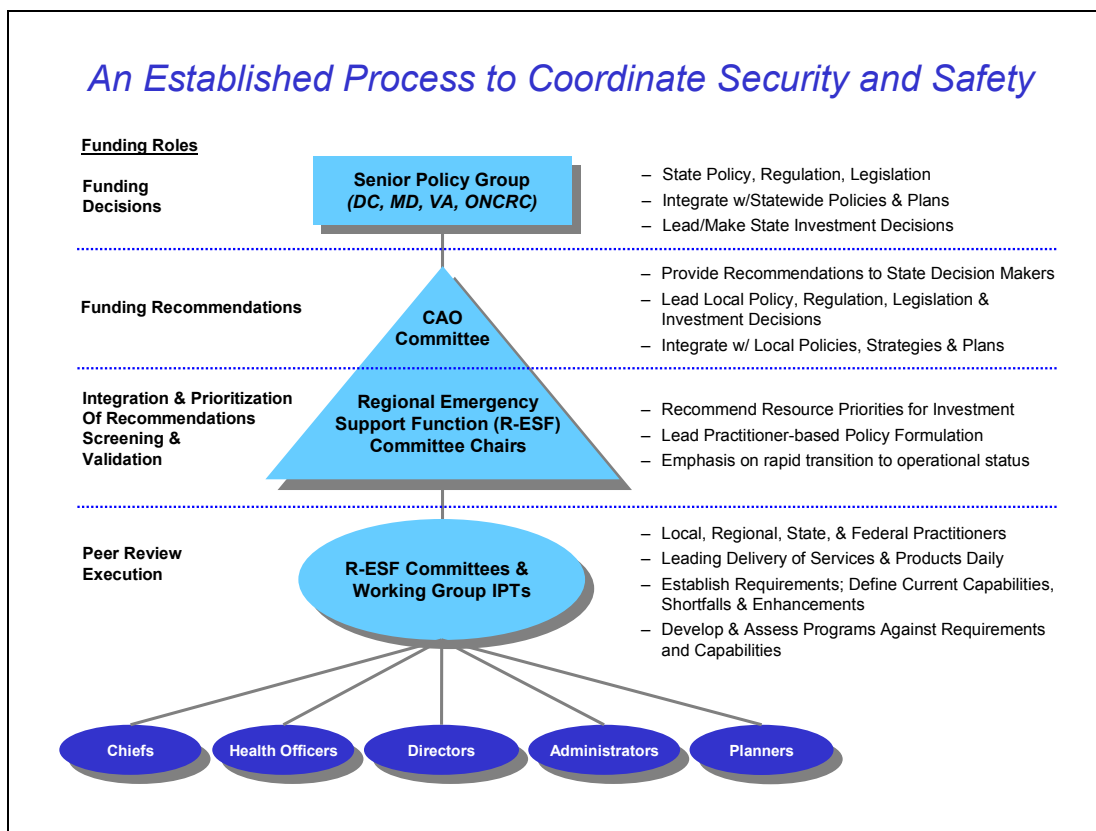 An Established Process to Coordinate Security and Safety
Funding Roles
Funding
Decisions
Senior Policy Group
(DC, MD, VA, ONCRC)
– State Policy, Regulation, Legislation
– Integrate w/Statewide Policies & Plans
– Lead/Make State Investment Decisions
Funding Recommendations
CAO
Committee
– Provide Recommendations to State Decision Makers
– Lead Local Policy, Regulation, Legislation &
Investment Decisions
– Integrate w/ Local Policies, Strategies & Plans
Integration & Prioritization
Of Recommendations
Screening &
Validation
Regional Emergency
Support Function (R-ESF)
Committee Chairs
– Recommend Resource Priorities for Investment
– Lead Practitioner-based Policy Formulation
– Emphasis on rapid transition to operational status
Peer Review
Execution
R-ESF Committees &
Working Group IPTs
– Local, Regional, State, & Federal Practitioners
– Leading Delivery of Services & Products Daily
– Establish Requirements; Define Current Capabilities,
Shortfalls & Enhancements
– Develop & Assess Programs Against Requirements
and Capabilities
Chiefs
Health Officers
Directors
Administrators
Planners